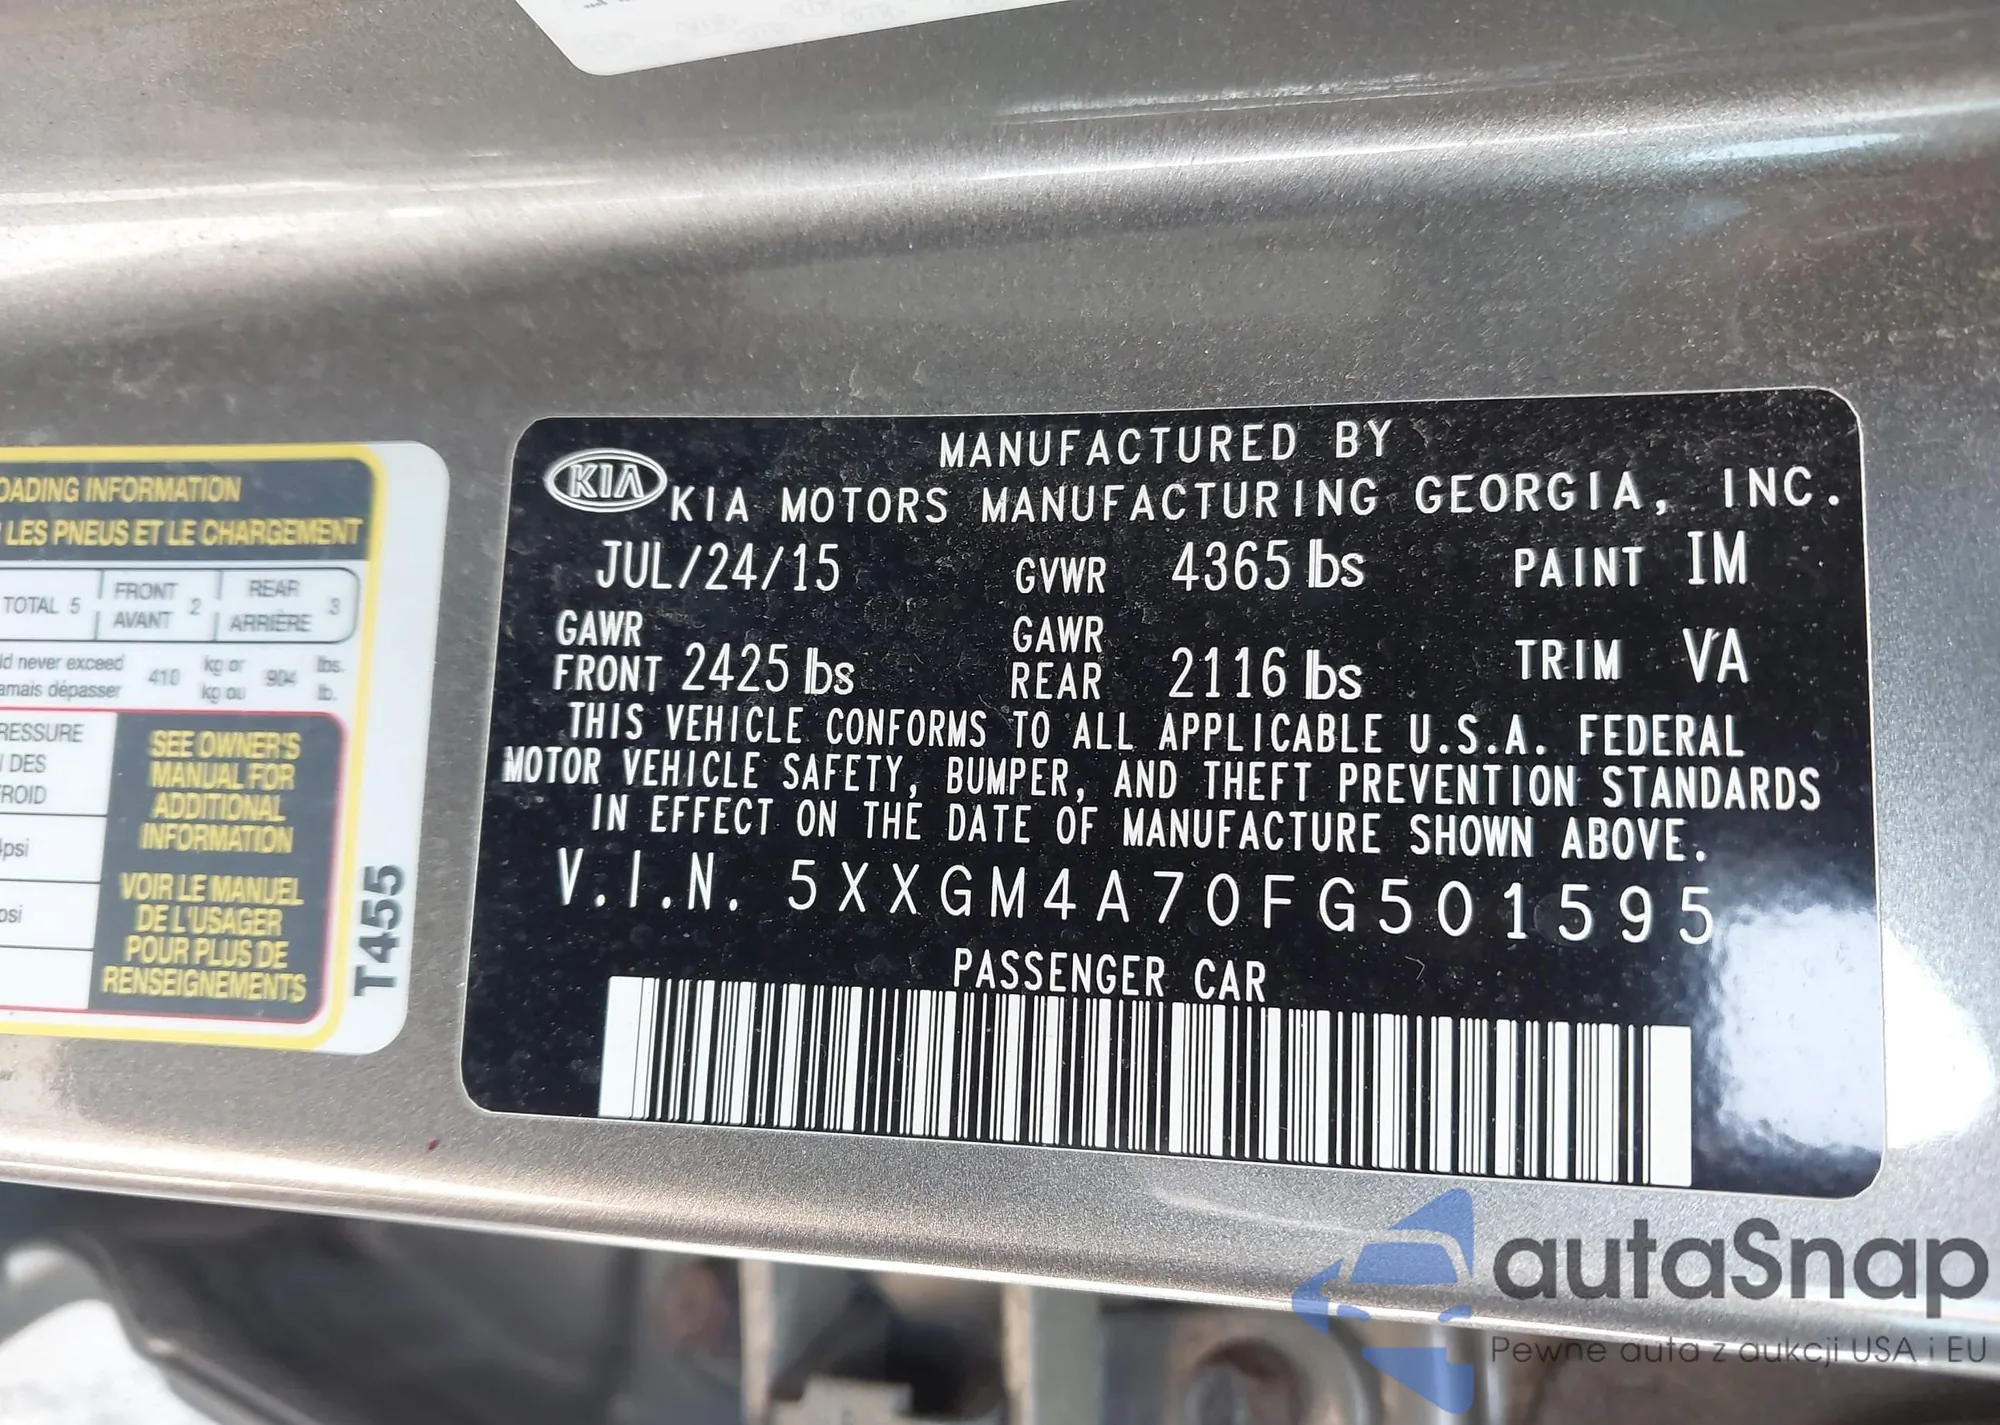 OADING INFORMATION
LES PNEUS ET LE CHARGEMENT
TOTAL 5 FRONT AVANT 2 REAR ARRIÈRE 3
never exceed 410 kg or 904 lbs.
jamais dépasser kg ou lb.
RESSURE
DES
ROID
psi
psi
SEE OWNER'S
MANUAL FOR
ADDITIONAL
INFORMATION
VOIR LE MANUEL
DE L'USAGER
POUR PLUS DE
RENSEIGNEMENTS
T455
MANUFACTURED BY
KIA KIA MOTORS MANUFACTURING GEORGIA, INC.
JUL/24/15 GVWR 4365 lbs PAINT IM
GAWR FRONT 2425 lbs GAWR REAR 2116 lbs TRIM VA
THIS VEHICLE CONFORMS TO ALL APPLICABLE U.S.A. FEDERAL
MOTOR VEHICLE SAFETY, BUMPER, AND THEFT PREVENTION STANDARDS
IN EFFECT ON THE DATE OF MANUFACTURE SHOWN ABOVE.
V.I.N. 5XXGM4A70FG501595
PASSENGER CAR
autaSnap
Pewne auta z aukcji USA i EU